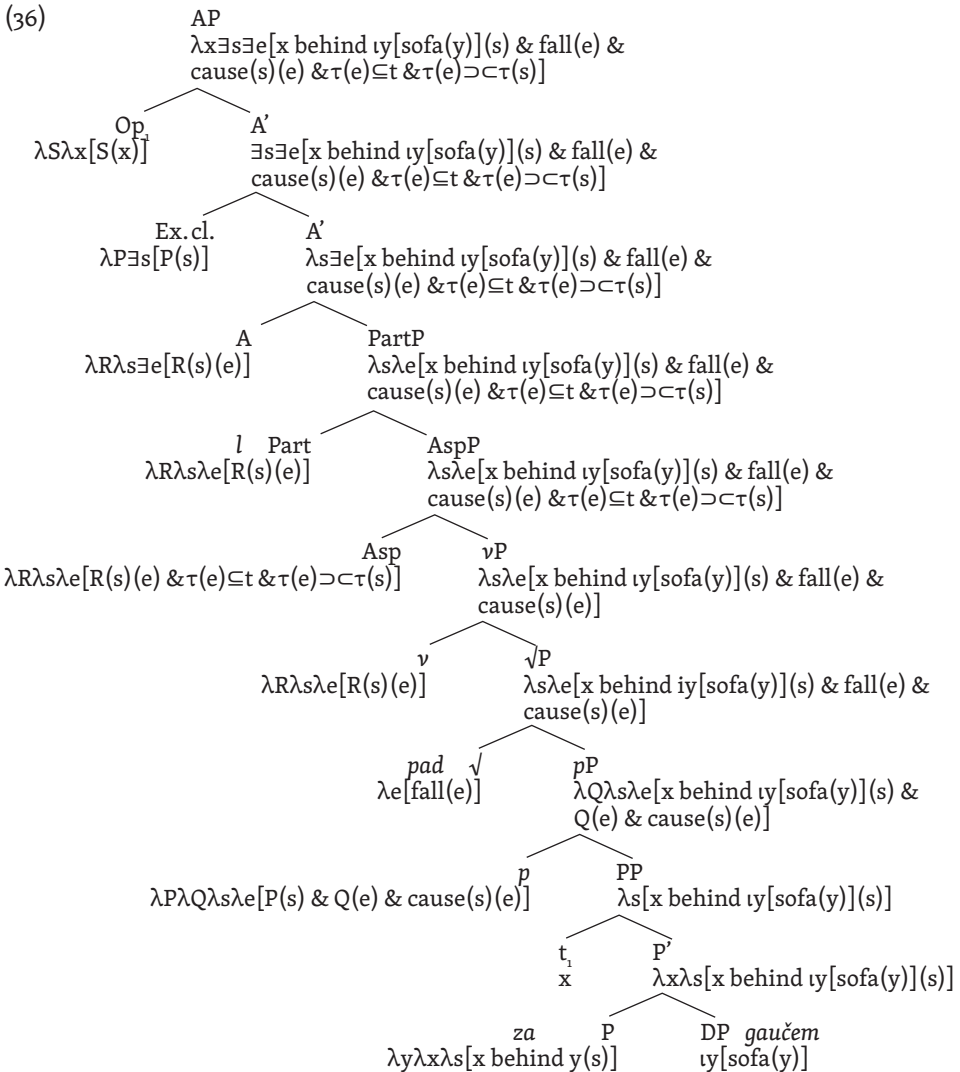 (36)
AP
λx∃s∃e[x behind ιy[sofa(y)](s) & fall(e) &
cause(s)(e) &τ(e)⊆t &τ(e)⊃⊂τ(s)]
Op₁ A’
λSλx[S(x)] ∃s∃e[x behind ιy[sofa(y)](s) & fall(e) &
cause(s)(e) &τ(e)⊆t &τ(e)⊃⊂τ(s)]
Ex. cl. A’
λP∃s[P(s)] λs∃e[x behind ιy[sofa(y)](s) & fall(e) &
cause(s)(e) &τ(e)⊆t &τ(e)⊃⊂τ(s)]
A PartP
λRλs∃e[R(s)(e)] λsλe[x behind ιy[sofa(y)](s) & fall(e) &
cause(s)(e) &τ(e)⊆t &τ(e)⊃⊂τ(s)]
l Part AspP
λRλsλe[R(s)(e)] λsλe[x behind ιy[sofa(y)](s) & fall(e) &
cause(s)(e) &τ(e)⊆t &τ(e)⊃⊂τ(s)]
Asp vP
λRλsλe[R(s)(e) &τ(e)⊆t &τ(e)⊃⊂τ(s)] λsλe[x behind ιy[sofa(y)](s) & fall(e) &
cause(s)(e)]
v √P
λRλsλe[R(s)(e)] λsλe[x behind iy[sofa(y)](s) & fall(e) &
cause(s)(e)]
pad √ pP
λe[fall(e)] λQλsλe[x behind ιy[sofa(y)](s) &
Q(e) & cause(s)(e)]
p PP
λPλQλsλe[P(s) & Q(e) & cause(s)(e)] λs[x behind ιy[sofa(y)](s)]
t₁ P’
x λxλs[x behind ιy[sofa(y)](s)]
za P DP gaučem
λyλxλs[x behind y(s)] ιy[sofa(y)]